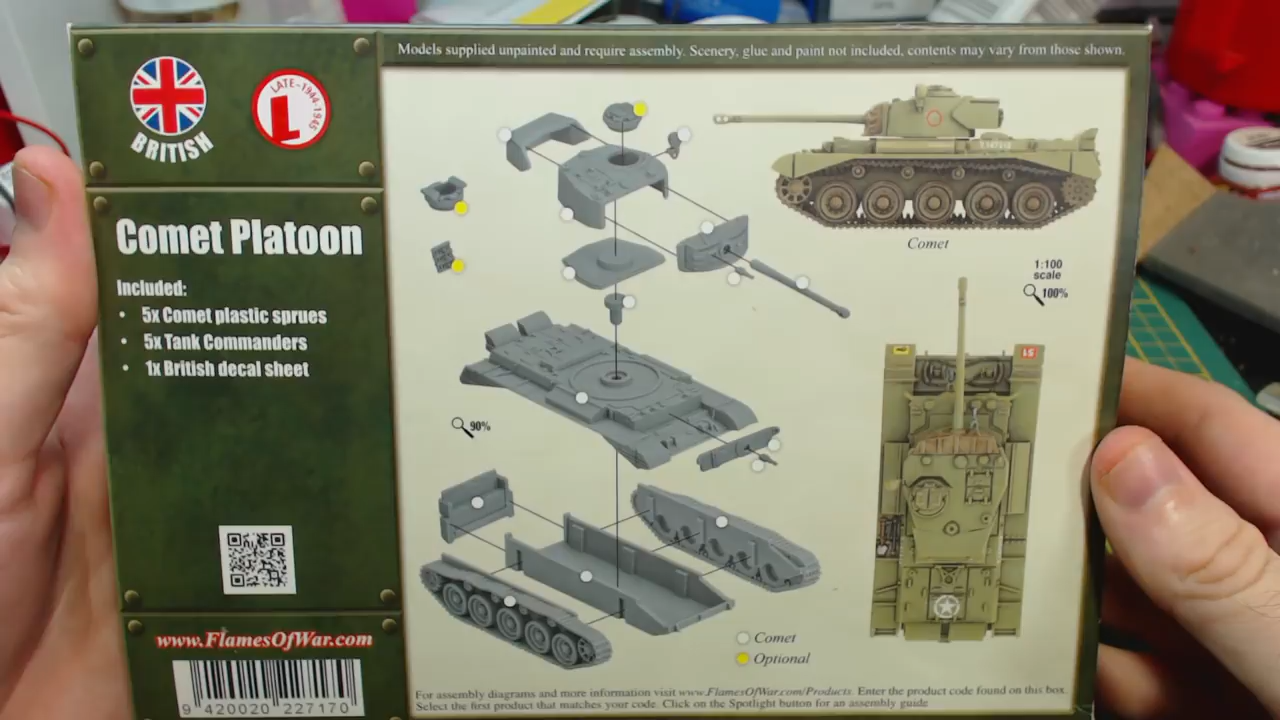 Models supplied unpainted and require assembly. Scenery, glue and paint not included, contents may vary from those shown.
BRITISH
LATE-1944-1945
L
Comet Platoon
Included:
• 5x Comet plastic sprues
• 5x Tank Commanders
• 1x British decal sheet
www.FlamesOfWar.com
9 420020 227170
Comet
1:100
scale
100%
51
90%
Comet
Optional
For assembly diagrams and more information visit www.FlamesOfWar.com/Products. Enter the product code found on this box.
Select the first product that matches your code. Click on the Spotlight button for an assembly guide